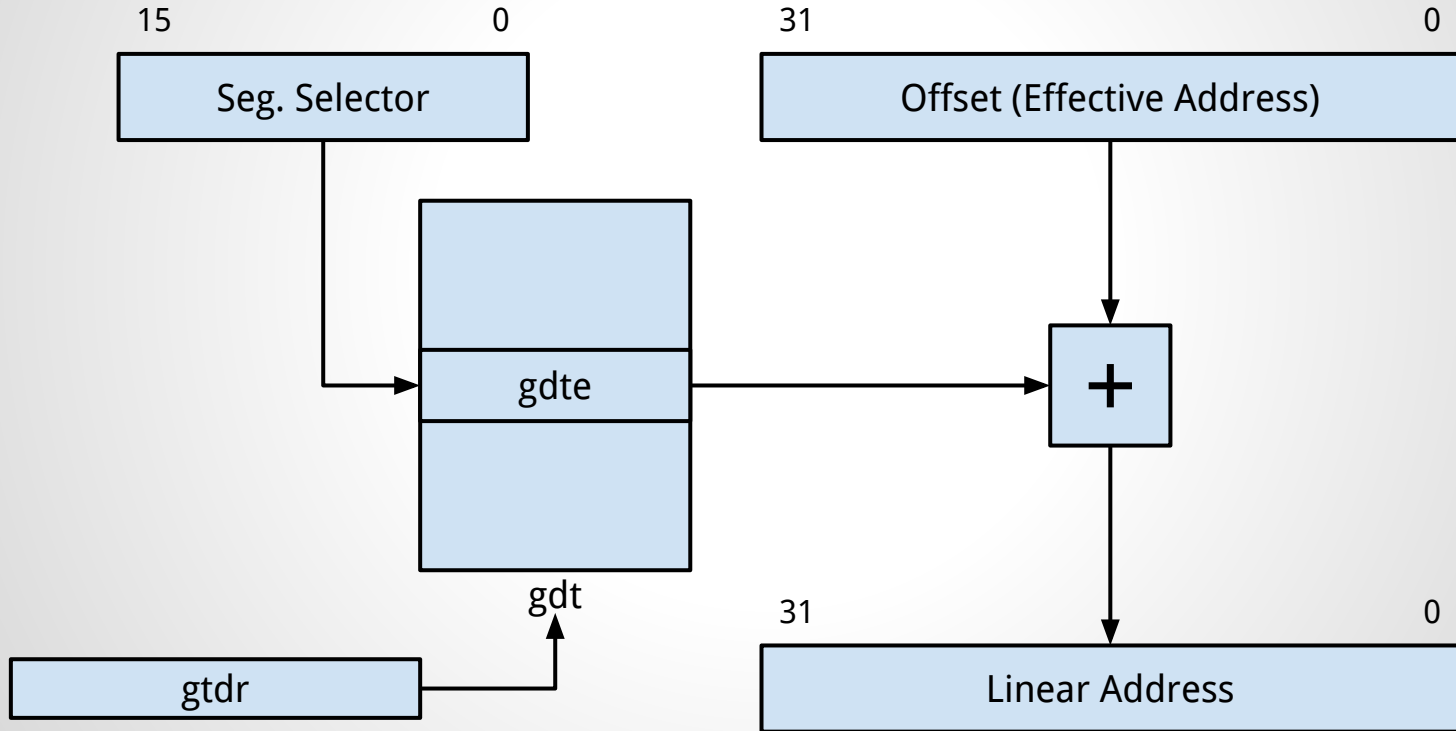 15 0 31 0
Seg. Selector
Offset (Effective Address)
gdte
+
gdt
31 0
gtdr
Linear Address